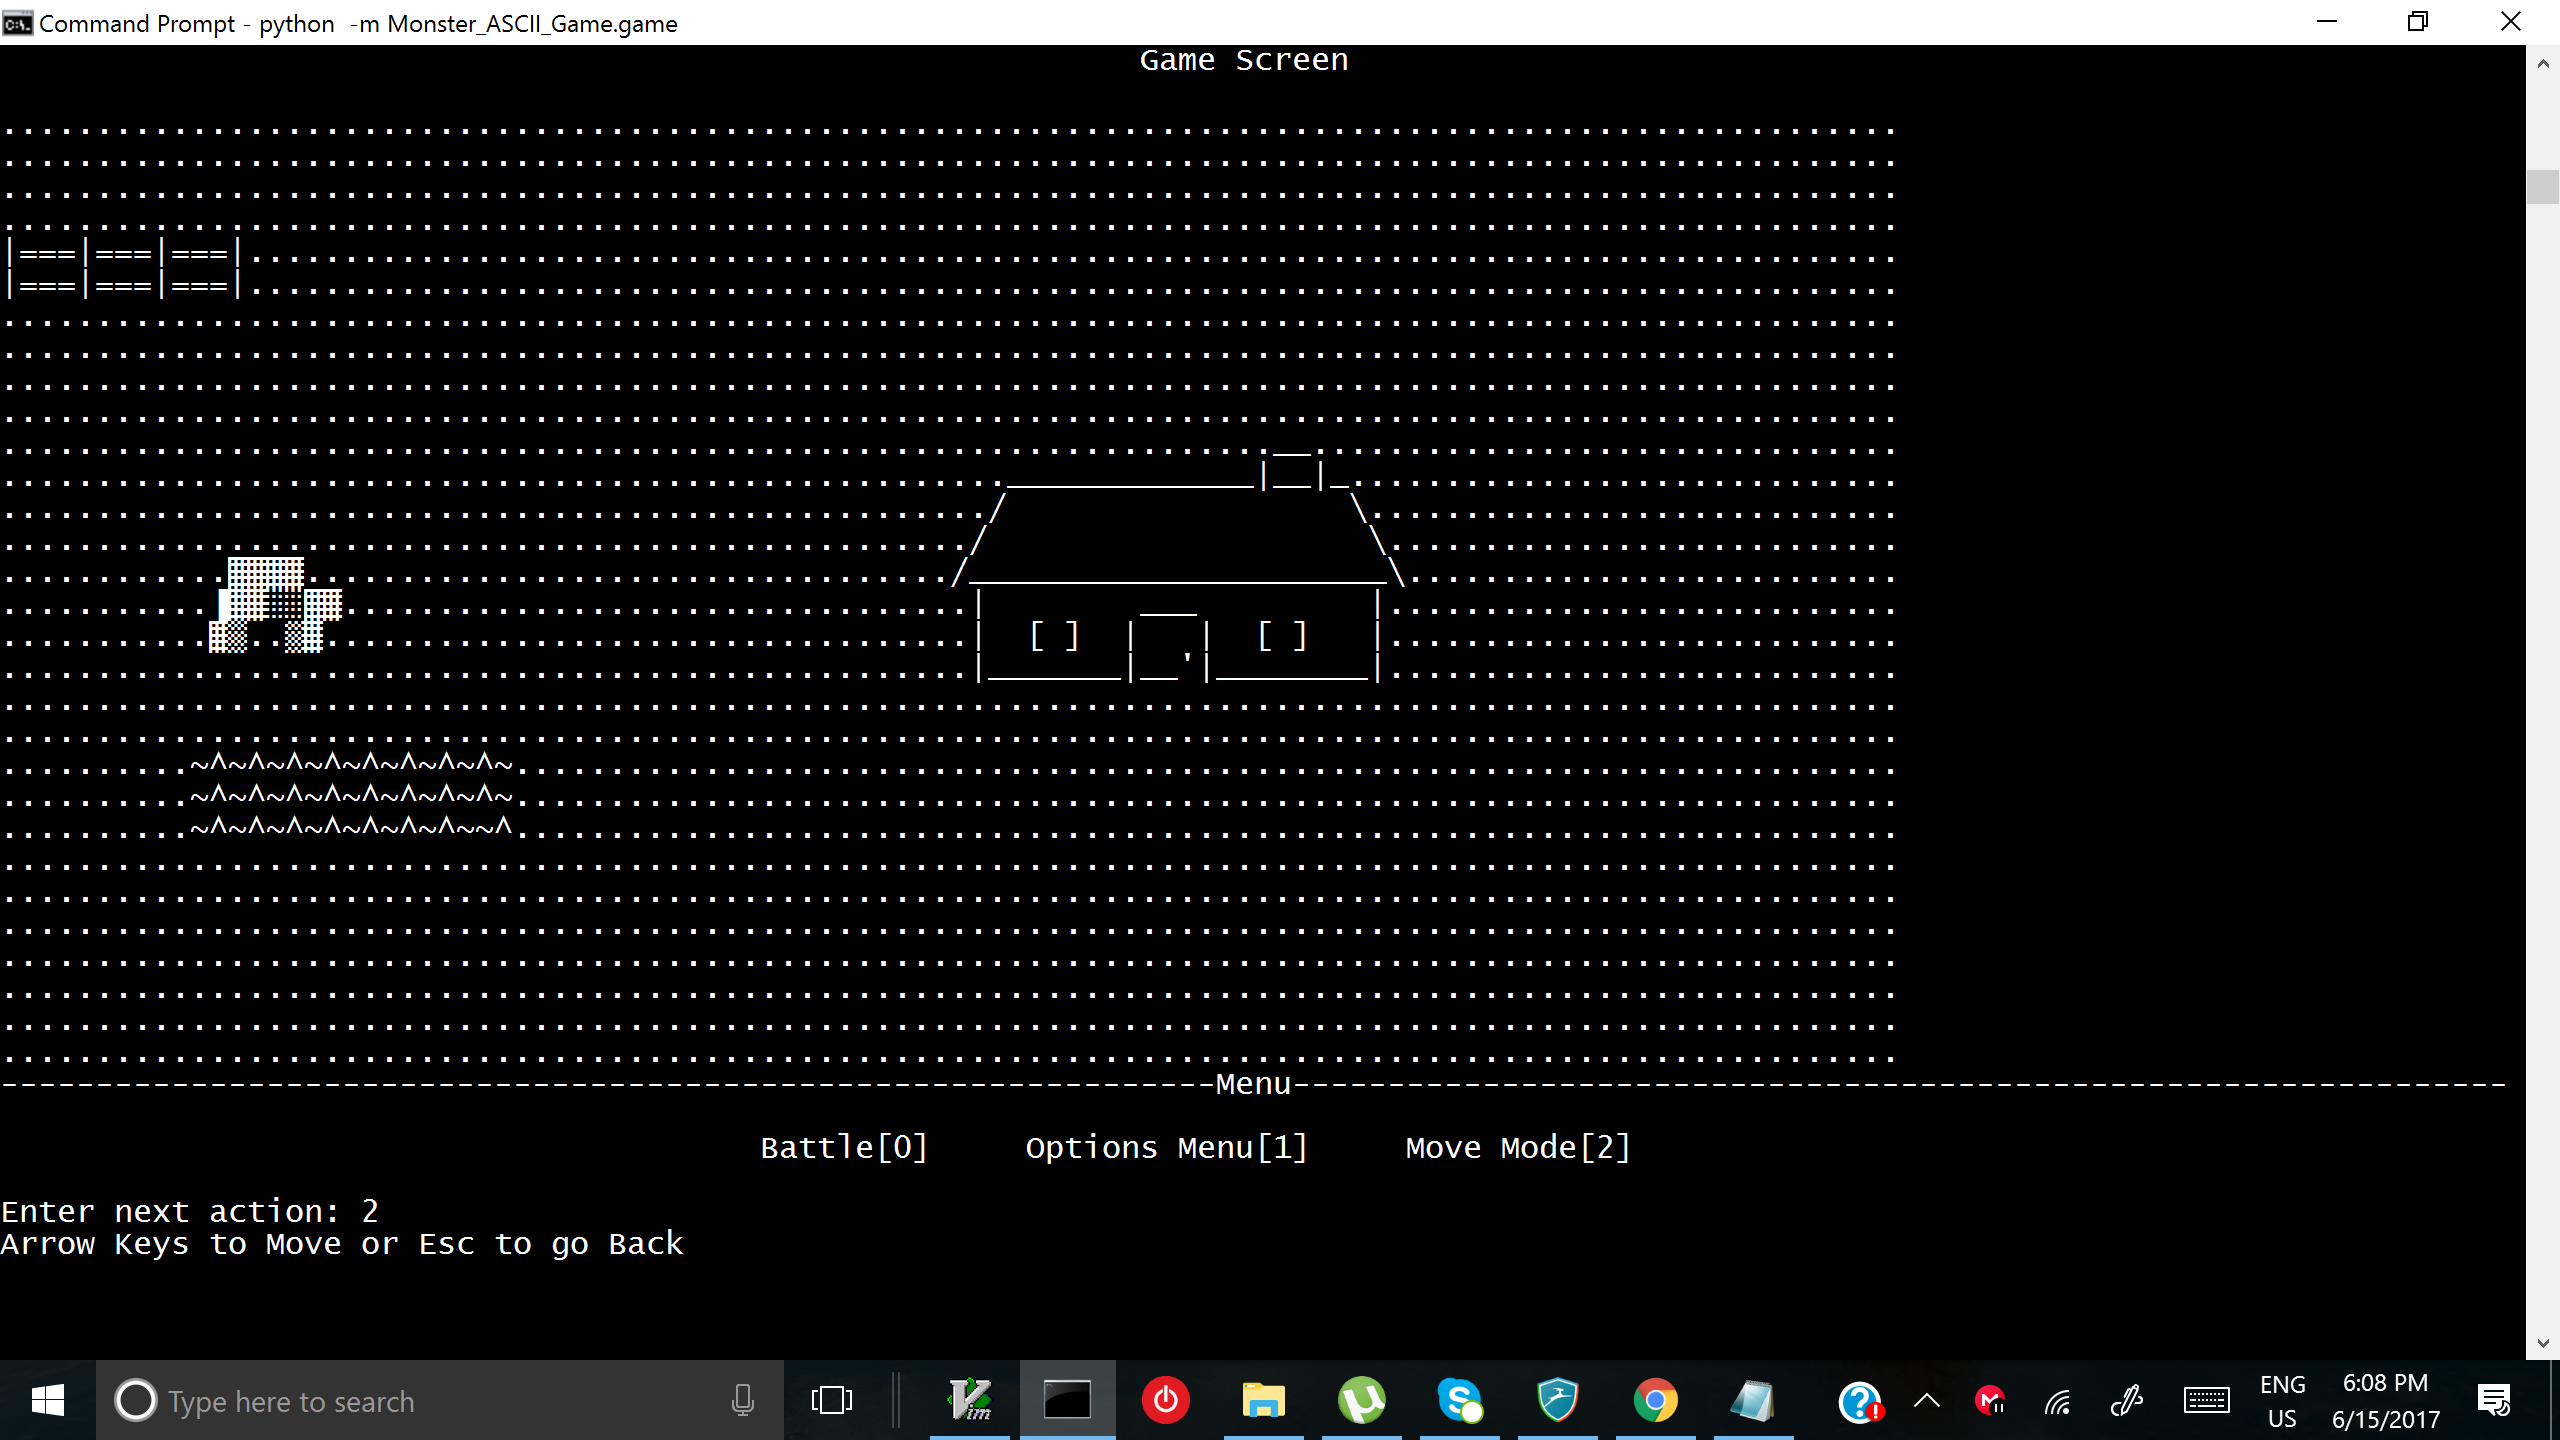 Command Prompt - python -m Monster_ASCII_Game.game
Game Screen
|===|===|===|
|===|===|===|
[ ] [ ]
~^~^~^~^~^~^~^~^~
~^~^~^~^~^~^~^~^~
~^~^~^~^~^~^~^~~^
Menu
Battle[0] Options Menu[1] Move Mode[2]
Enter next action: 2
Arrow Keys to Move or Esc to go Back
Type here to search
Vim
ENG
US
6:08 PM
6/15/2017